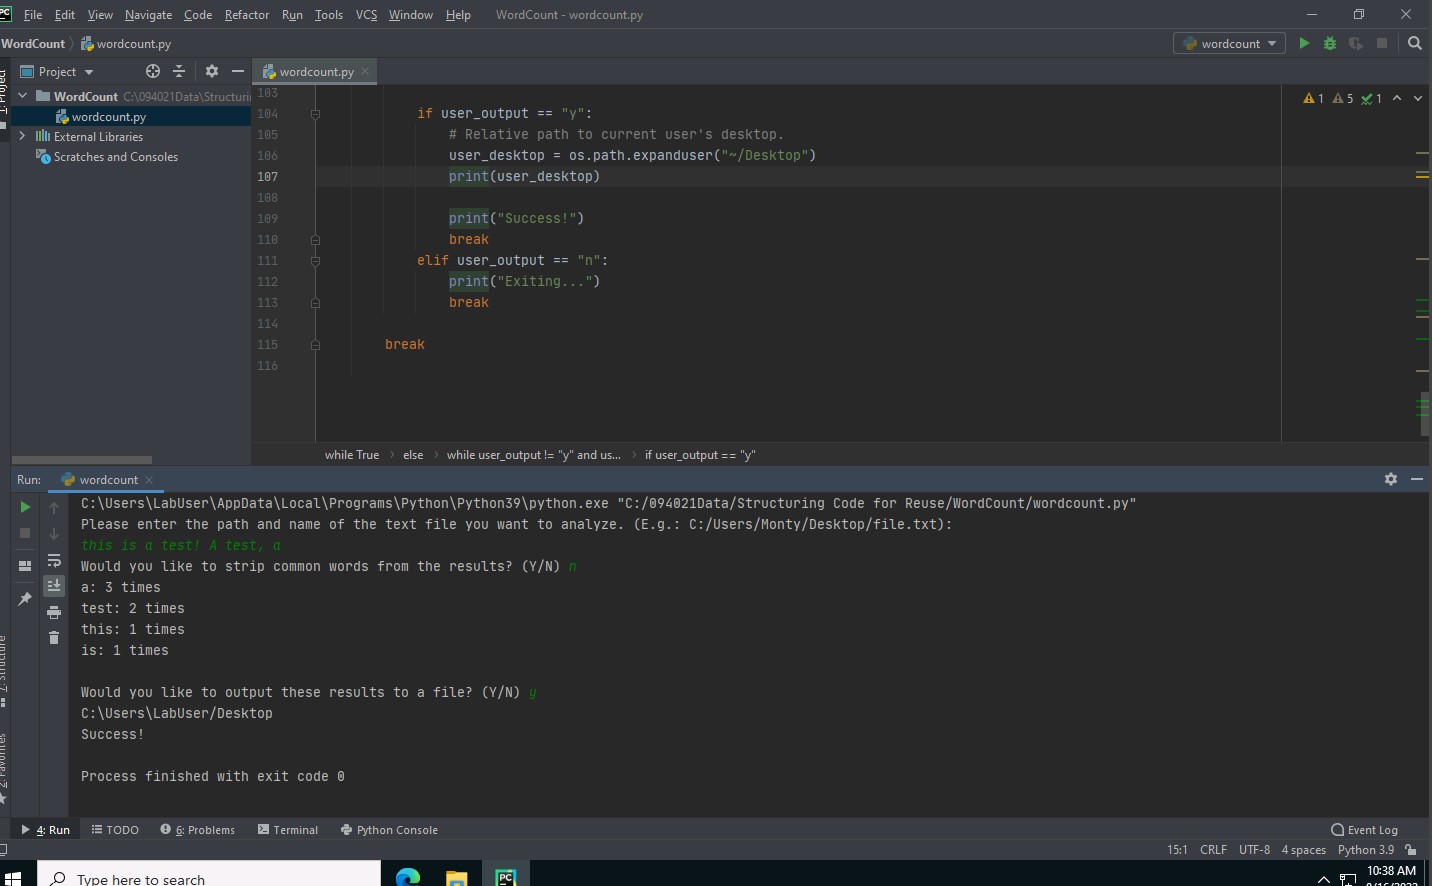 PC File Edit View Navigate Code Refactor Run Tools VCS Window Help WordCount - wordcount.py
WordCount wordcount.py wordcount
Project wordcount.py
WordCount C:\094021Data\Structuri
wordcount.py
External Libraries
Scratches and Consoles
1: Project
1 5 1
103
104 if user_output == "y":
105 # Relative path to current user's desktop.
106 user_desktop = os.path.expanduser("~/Desktop")
107 print(user_desktop)
108
109 print("Success!")
110 break
111 elif user_output == "n":
112 print("Exiting...")
113 break
114
115 break
116
while True else while user_output != "y" and us... if user_output == "y"
Run: wordcount
C:\Users\LabUser\AppData\Local\Programs\Python\Python39\python.exe "C:/094021Data/Structuring Code for Reuse/WordCount/wordcount.py"
Please enter the path and name of the text file you want to analyze. (E.g.: C:/Users/Monty/Desktop/file.txt):
this is a test! A test, a
Would you like to strip common words from the results? (Y/N) n
a: 3 times
test: 2 times
this: 1 times
is: 1 times
Would you like to output these results to a file? (Y/N) y
C:\Users\LabUser/Desktop
Success!
Process finished with exit code 0
Z: Structure
2: Favorites
4: Run TODO 6: Problems Terminal Python Console Event Log
15:1 CRLF UTF-8 4 spaces Python 3.9
Type here to search PC 10:38 AM